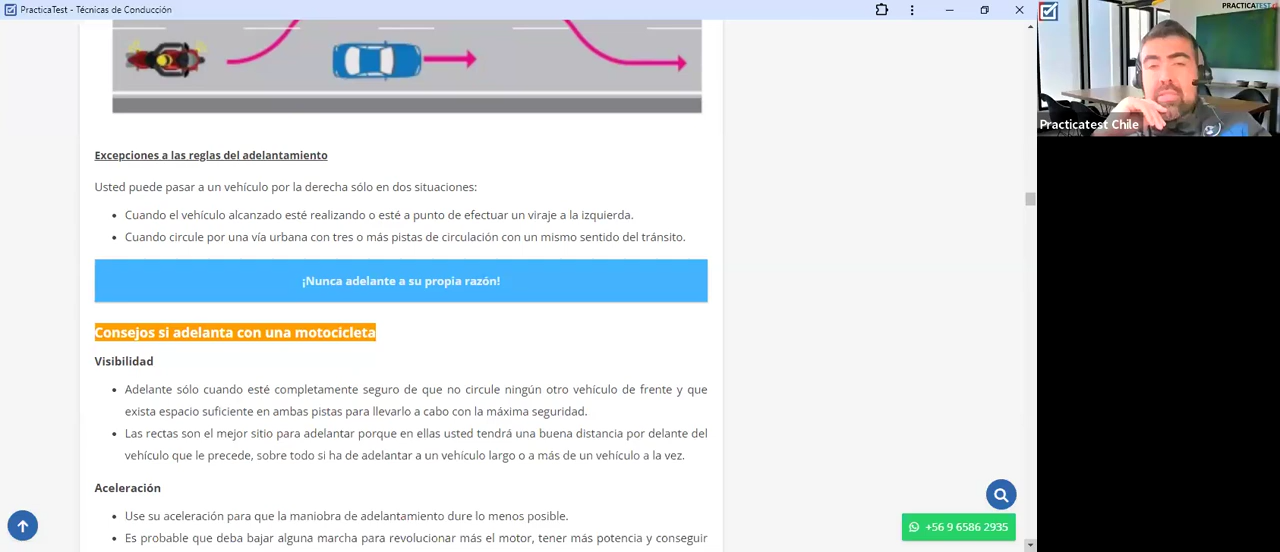 PracticaTest - Técnicas de Conducción
PRACTICATEST
Practicatest Chile
Excepciones a las reglas del adelantamiento
Usted puede pasar a un vehículo por la derecha sólo en dos situaciones:
• Cuando el vehículo alcanzado esté realizando o esté a punto de efectuar un viraje a la izquierda.
• Cuando circule por una vía urbana con tres o más pistas de circulación con un mismo sentido del tránsito.
¡Nunca adelante a su propia razón!
Consejos si adelanta con una motocicleta
Visibilidad
• Adelante sólo cuando esté completamente seguro de que no circule ningún otro vehículo de frente y que
exista espacio suficiente en ambas pistas para llevarlo a cabo con la máxima seguridad.
• Las rectas son el mejor sitio para adelantar porque en ellas usted tendrá una buena distancia por delante del
vehículo que le precede, sobre todo si ha de adelantar a un vehículo largo o a más de un vehículo a la vez.
Aceleración
• Use su aceleración para que la maniobra de adelantamiento dure lo menos posible.
+56 9 6586 2935
• Es probable que deba bajar alguna marcha para revolucionar más el motor, tener más potencia y conseguir